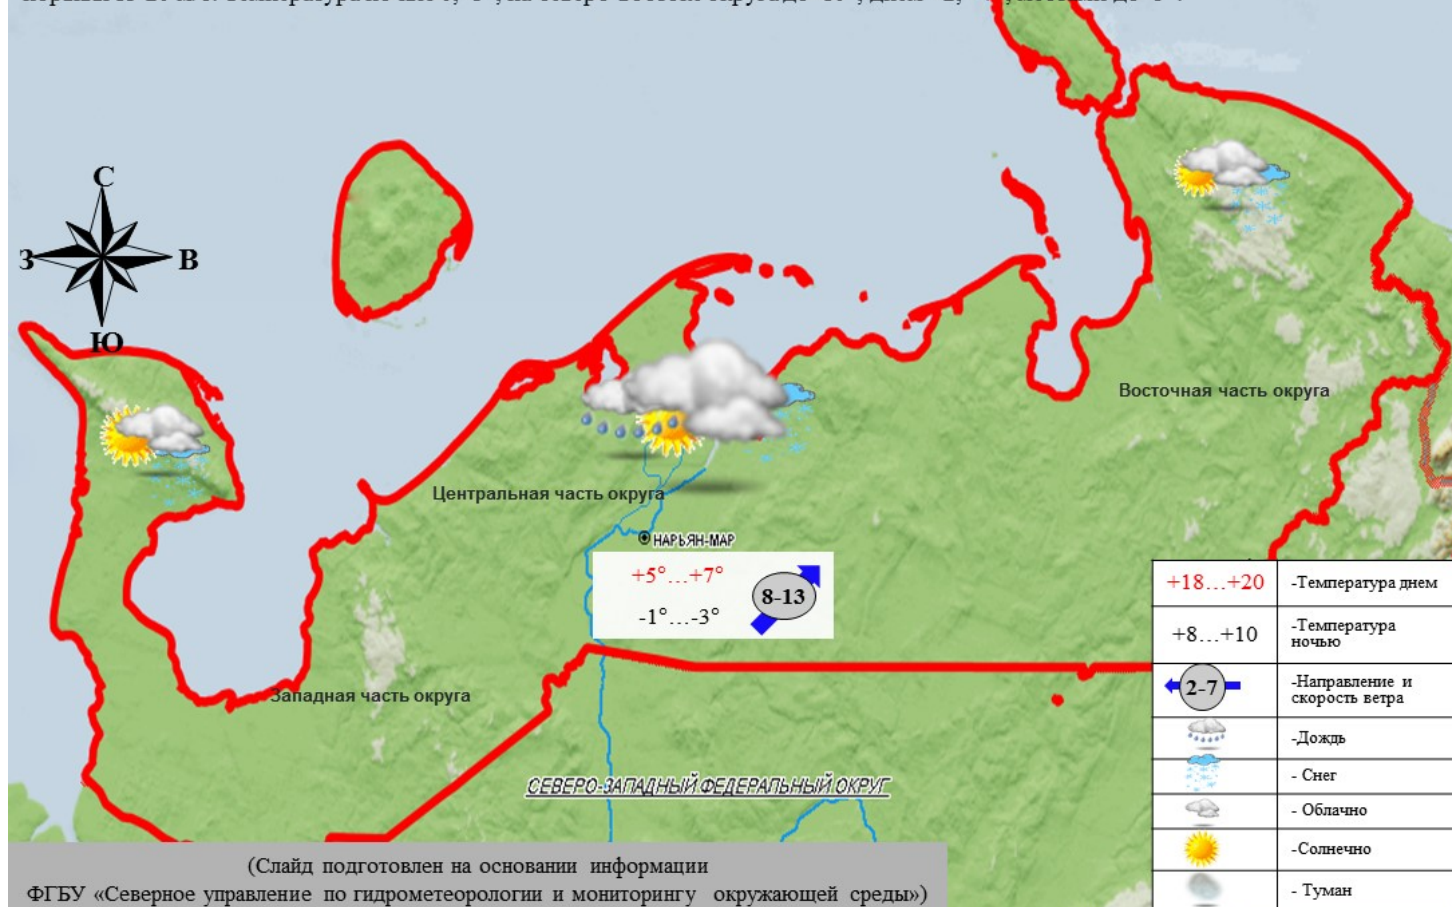 С
З
В
Ю
Восточная часть округа
Центральная часть округа
НАРЬЯН-МАР
+5°…+7°
-1°…-3°
8-13
Западная часть округа
СЕВЕРО-ЗАПАДНЫЙ ФЕДЕРАЛЬНЫЙ ОКРУГ
+18…+20
-Температура днем
+8…+10
-Температура
ночью
2-7
-Направление и
скорость ветра
-Дождь
- Снег
- Облачно
-Солнечно
- Туман
(Слайд подготовлен на основании информации
ФГБУ «Северное управление по гидрометеорологии и мониторингу окружающей среды»)